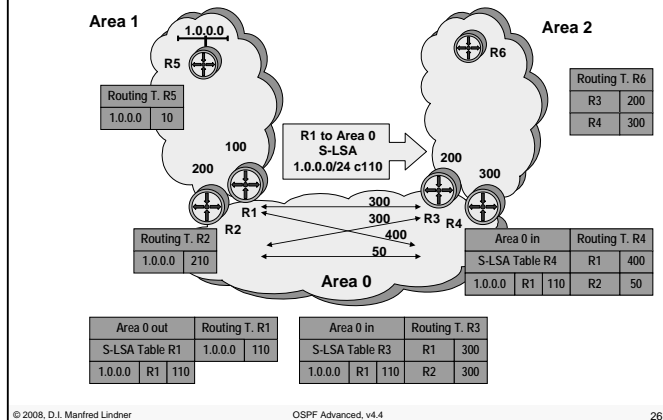 Area 1
1.0.0.0
Area 2
R5
R6
Routing T. R5
1.0.0.0 10
Routing T. R6
R3 200
R4 300
100
200
R1 to Area 0
S-LSA
1.0.0.0/24 c110
200
300
300
300
400
50
R1
R2
R3
R4
Area 0
Routing T. R2
1.0.0.0 210
Area 0 in Routing T. R4
S-LSA Table R4 R1 400
1.0.0.0 R1 110 R2 50
Area 0 out Routing T. R1
S-LSA Table R1 1.0.0.0 110
1.0.0.0 R1 110
Area 0 in Routing T. R3
S-LSA Table R3 R1 300
1.0.0.0 R1 110 R2 300
© 2008, D.I. Manfred Lindner OSPF Advanced, v4.4 26